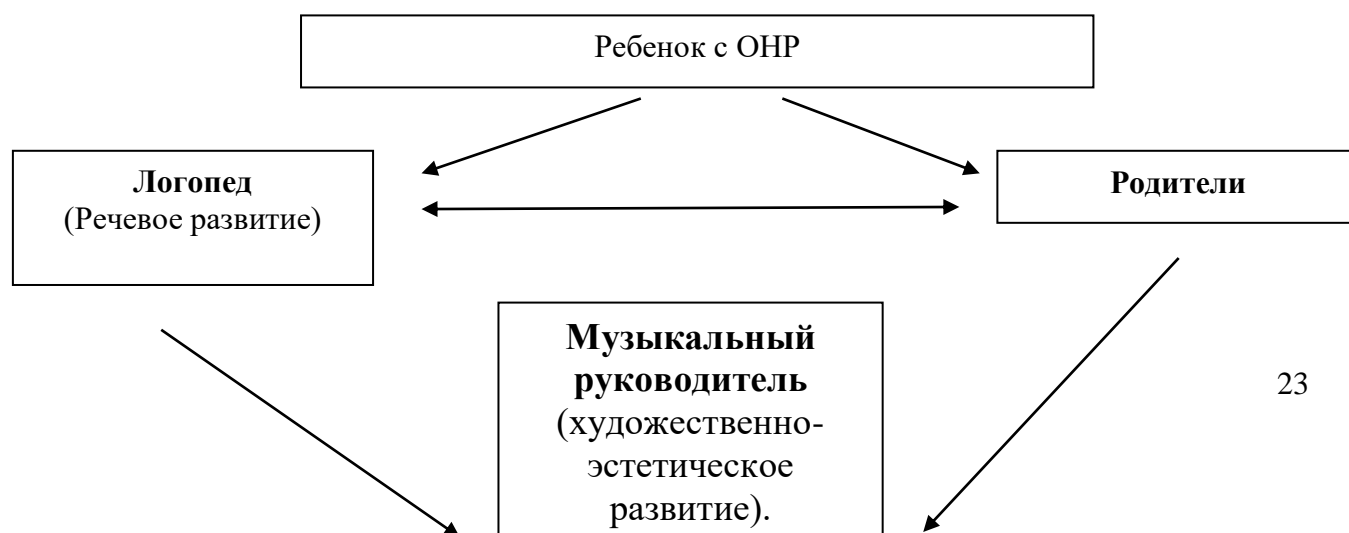 Ребенок с ОНР
Логопед
(Речевое развитие)
Родители
Музыкальный
руководитель
(художественно-
эстетическое
развитие).
23